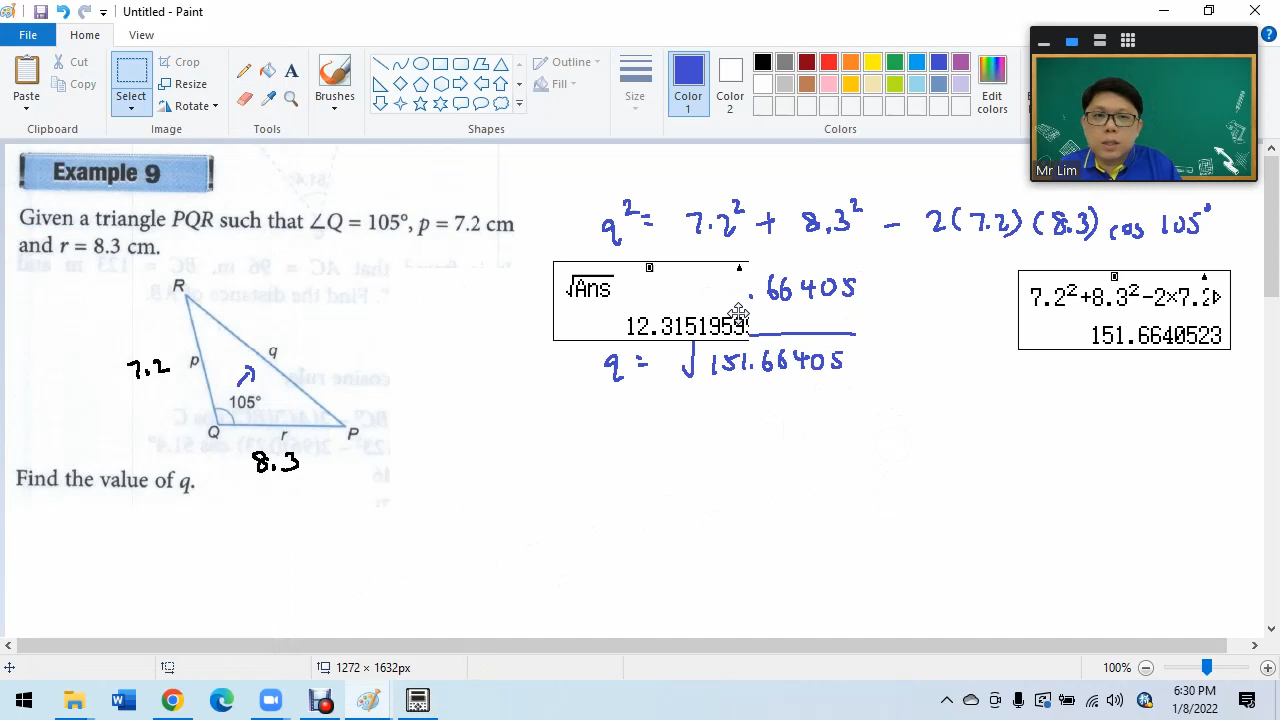 Untitled - Paint
File Home View
Paste
Cut
Copy
Clipboard
Select
Crop
Resize
Rotate
Image
A
Tools
Brushes
Shapes
Outline
Fill
Size
Color 1
Color 2
Edit colors
Colors
Mr Lim
Example 9
Given a triangle PQR such that ∠Q = 105°, p = 7.2 cm
and r = 8.3 cm.
R
7.2 p q
105°
Q r P
8.3
Find the value of q.
q² = 7.2² + 8.3² - 2(7.2)(8.3) cos 105°
√Ans
12.3151959
.66405
q = √151.66405
7.2²+8.3²-2×7.2
151.6640523
1272 × 1632px
100%
6:30 PM
1/8/2022